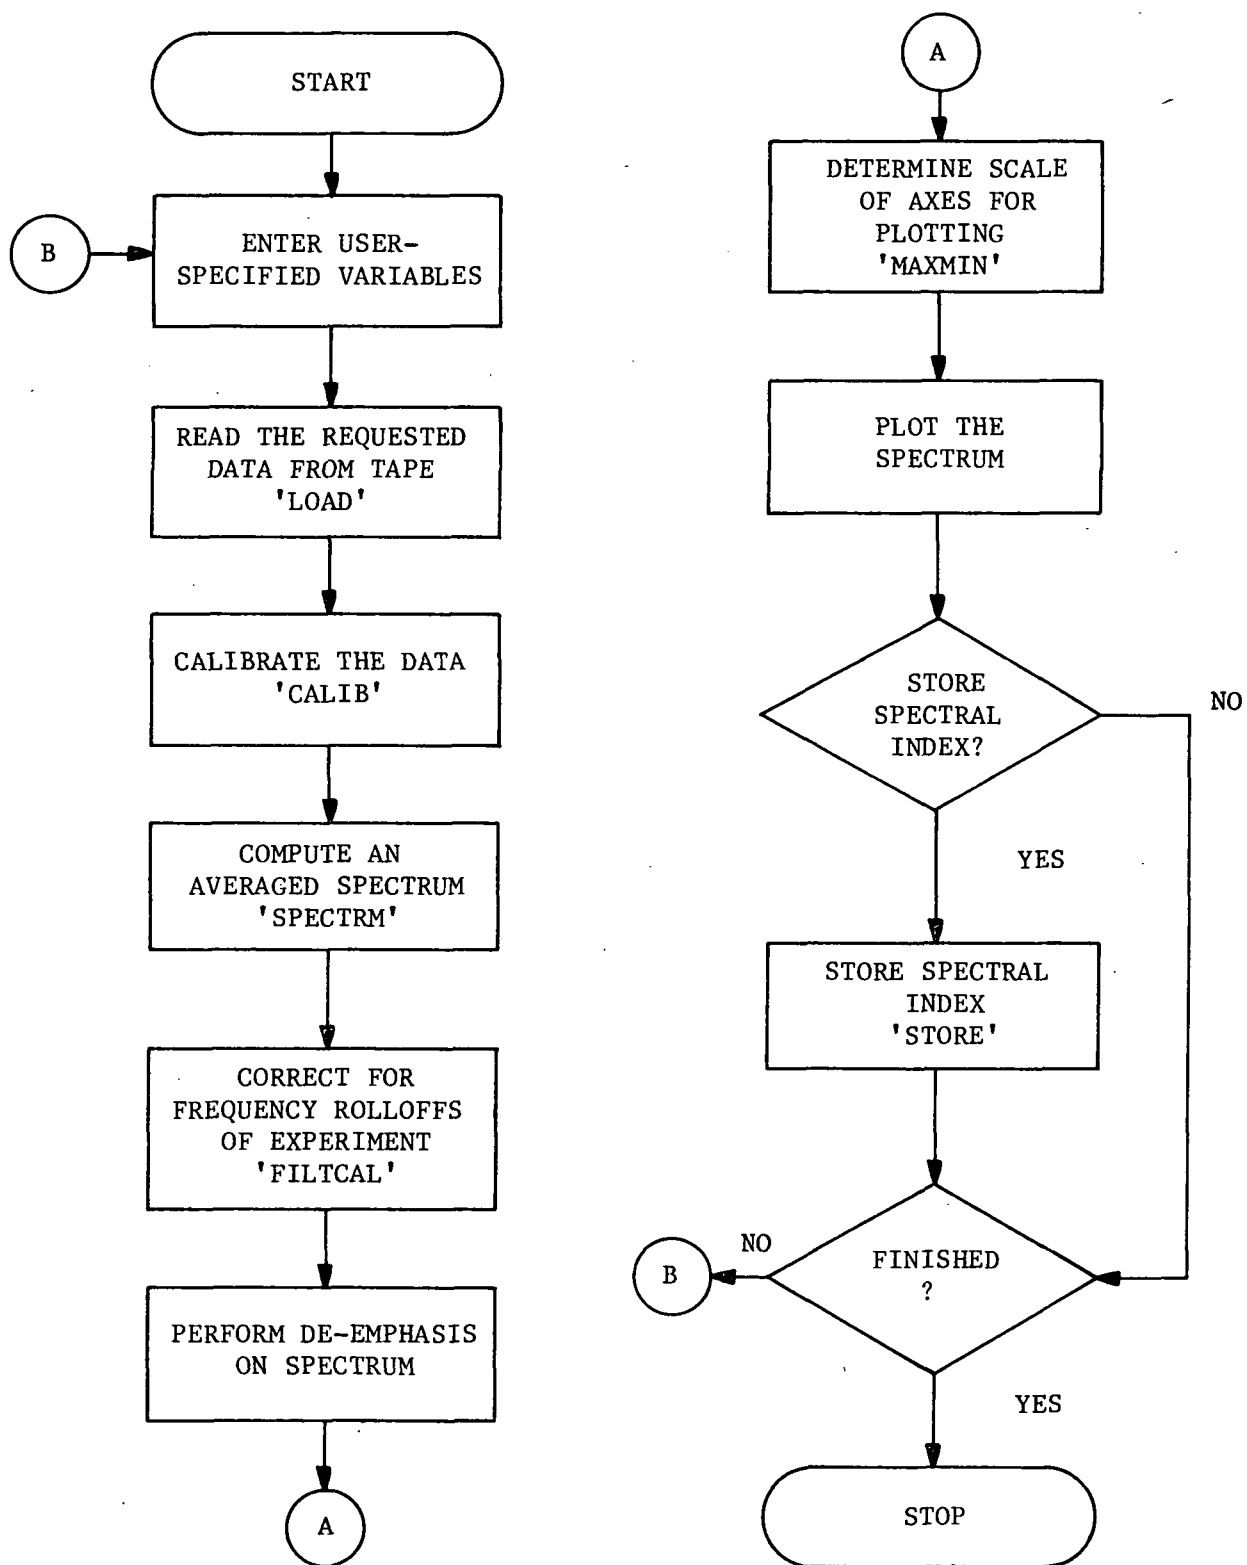 START
B
ENTER USER-
SPECIFIED VARIABLES
READ THE REQUESTED
DATA FROM TAPE
'LOAD'
CALIBRATE THE DATA
'CALIB'
COMPUTE AN
AVERAGED SPECTRUM
'SPECTRM'
CORRECT FOR
FREQUENCY ROLLOFFS
OF EXPERIMENT
'FILTCAL'
PERFORM DE-EMPHASIS
ON SPECTRUM
A
A
DETERMINE SCALE
OF AXES FOR
PLOTTING
'MAXMIN'
PLOT THE
SPECTRUM
STORE
SPECTRAL
INDEX?
NO
YES
STORE SPECTRAL
INDEX
'STORE'
FINISHED
?
NO
B
YES
STOP